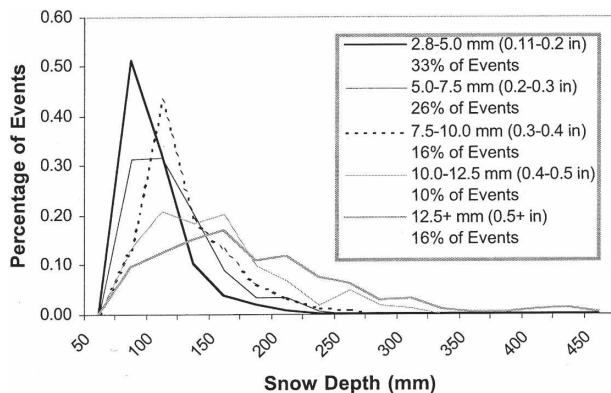 Percentage of Events
0.60
0.50
0.40
0.30
0.20
0.10
0.00
2.8-5.0 mm (0.11-0.2 in)
33% of Events
5.0-7.5 mm (0.2-0.3 in)
26% of Events
7.5-10.0 mm (0.3-0.4 in)
16% of Events
10.0-12.5 mm (0.4-0.5 in)
10% of Events
12.5+ mm (0.5+ in)
16% of Events
50
100
150
200
250
300
350
400
450
Snow Depth (mm)